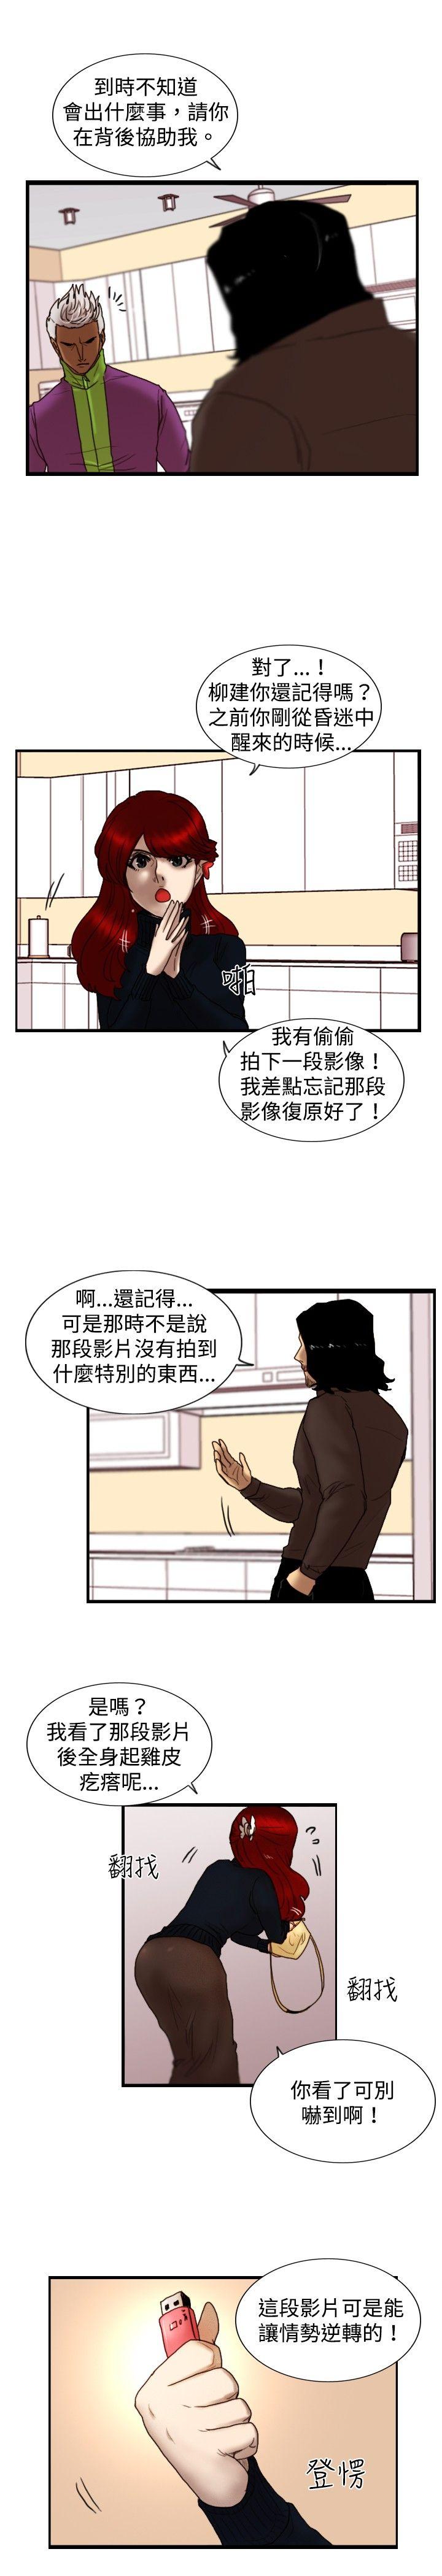 到時不知道
會出什麼事，請你
在背後協助我。
對了...！
柳建你還記得嗎？
之前你剛從昏迷中
醒來的時候...
啪
我有偷偷
拍下一段影像！
我差點忘記那段
影像復原好了！
啊...還記得...
可是那時不是說
那段影片沒有拍到
什麼特別的東西...
是嗎？
我看了那段影片
後全身起雞皮
疙瘩呢...
翻找
翻找
你看了可別
嚇到啊！
這段影片可是能
讓情勢逆轉的！
登愣